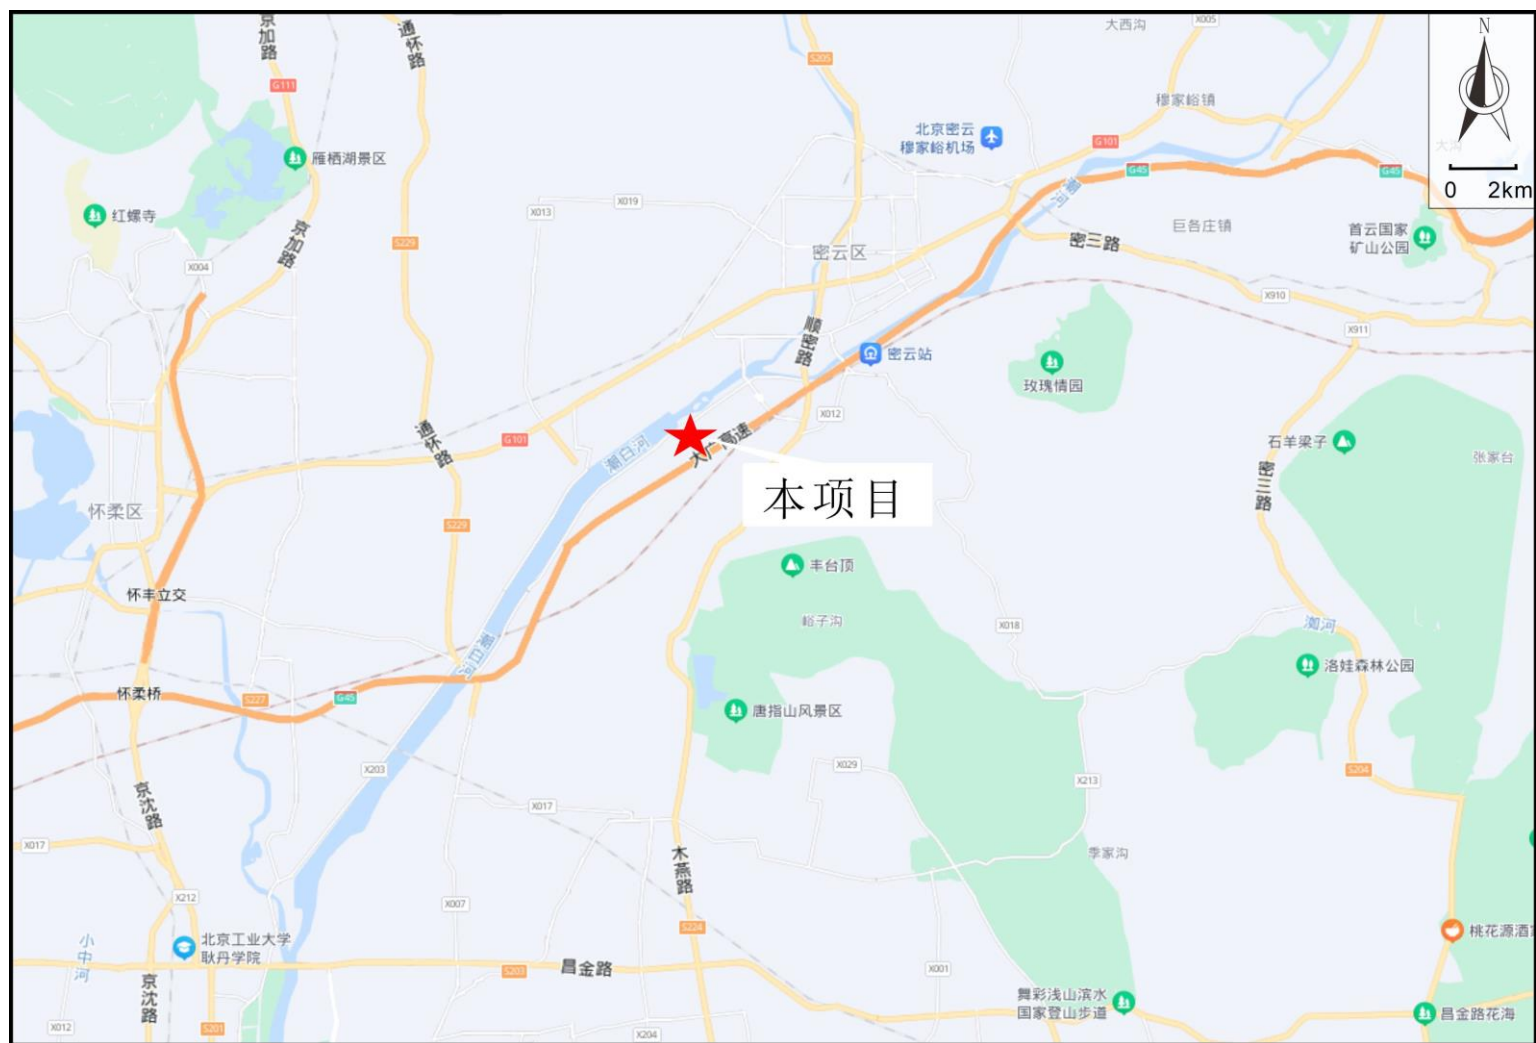 京加路
通怀路
大西沟
X005
N
G111
S205
穆家峪镇
北京密云
穆家峪机场
G101
雁栖湖景区
G45
G45
潮河
0 2km
红螺寺
X013
X019
京加路
S229
密云区
密三路
巨各庄镇
首云国家
矿山公园
X004
X910
顺密路
X911
密云站
玫瑰情园
X012
通怀路
G101
潮白河
大广高速
石羊梁子
张家台
密三路
本项目
怀柔区
S229
丰台顶
怀丰立交
峪子沟
X018
潮白河
洳河
洛娃森林公园
怀柔桥
S227
G45
唐指山风景区
X203
X029
X213
S204
京沈路
X017
X017
木燕路
季家沟
X212
X007
S224
桃花源酒
小中河
北京工业大学
耿丹学院
昌金路
S203
X001
京沈路
舞彩浅山滨水
国家登山步道
昌金路花海
X012
S201
X204